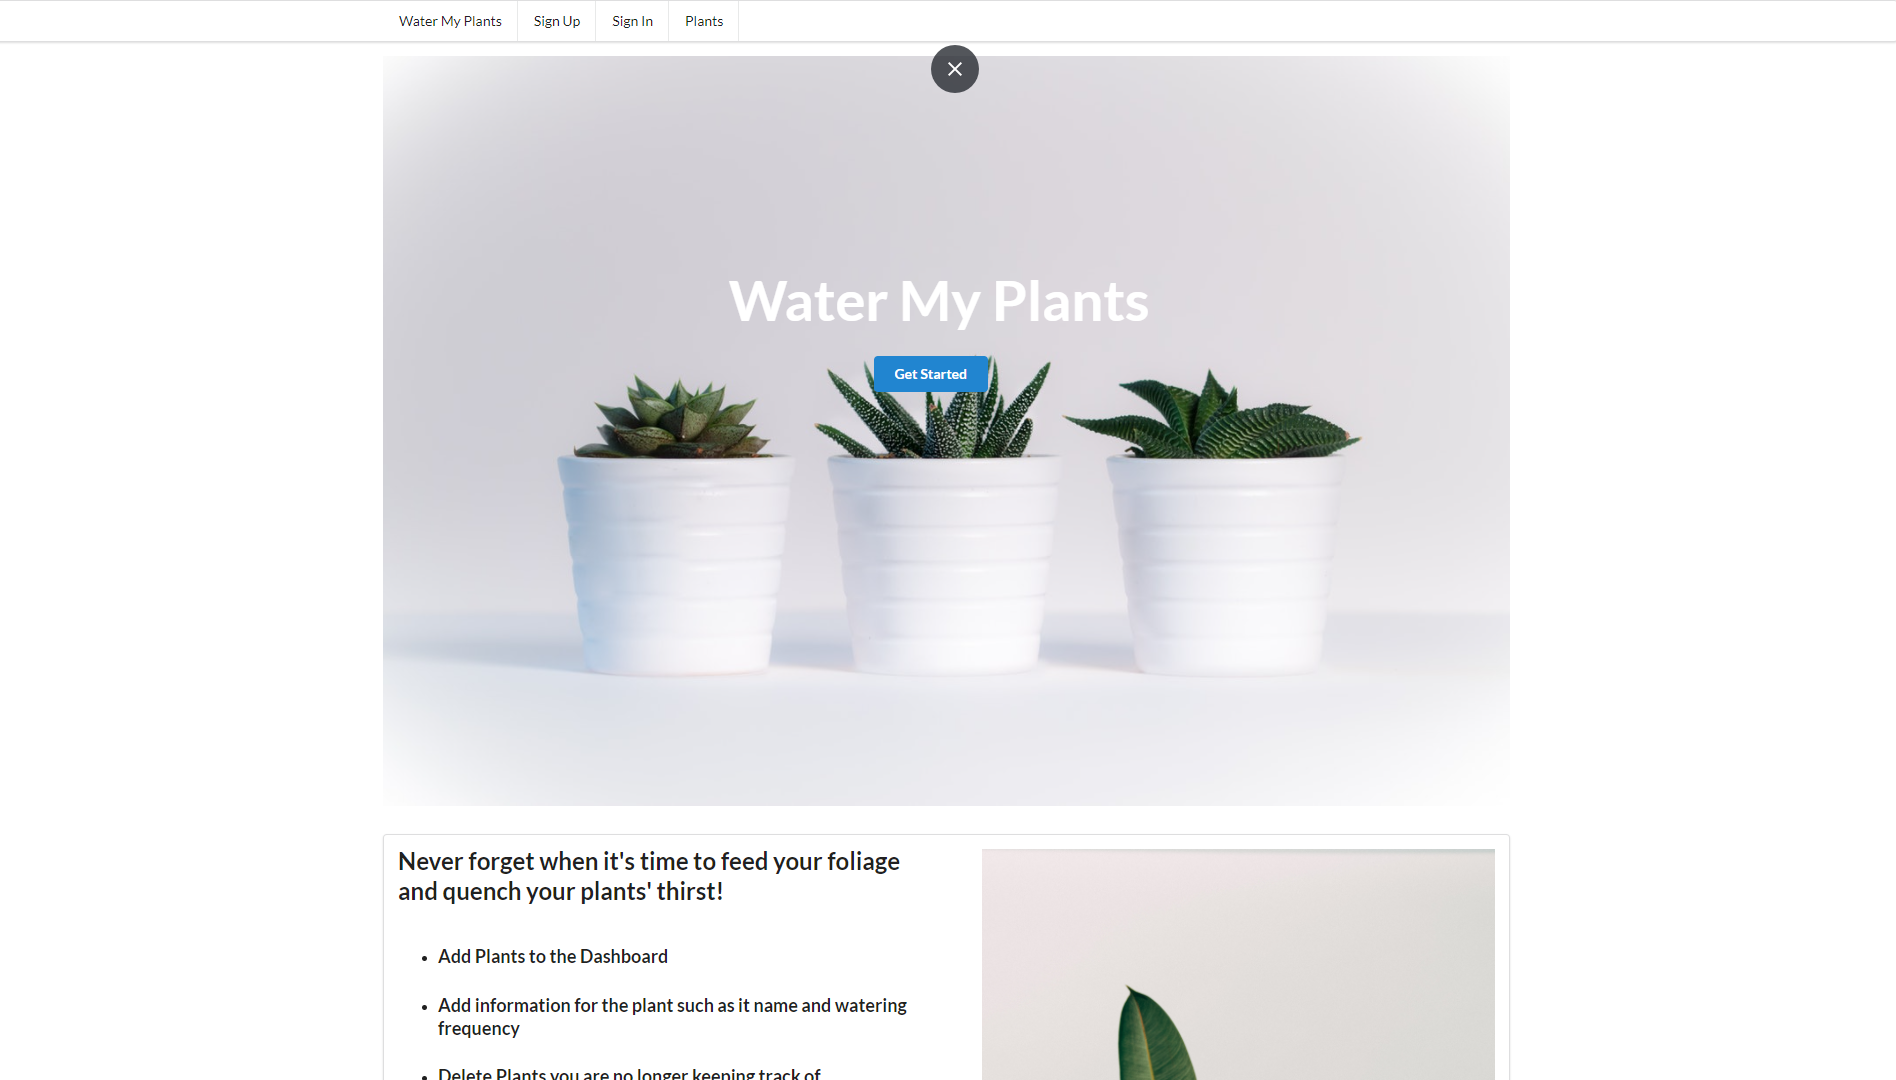 Water My Plants
Sign Up
Sign In
Plants
Water My Plants
Get Started
Never forget when it's time to feed your foliage
and quench your plants' thirst!
Add Plants to the Dashboard
Add information for the plant such as it name and watering
frequency
Delete Plants you are no longer keeping track of